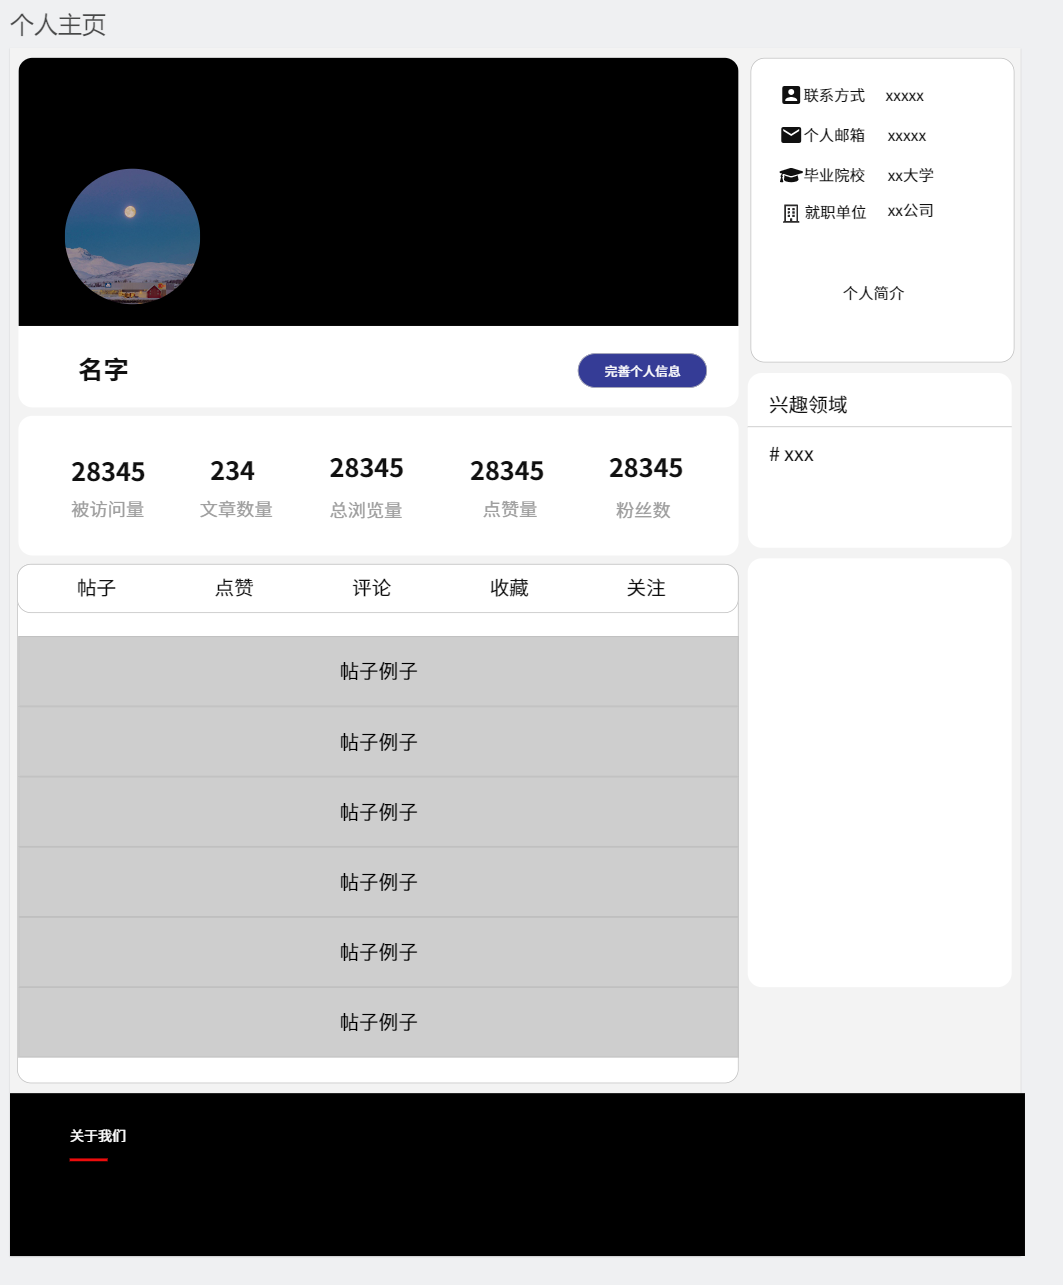 个人主页
联系方式 xxxxx
个人邮箱 xxxxx
毕业院校 xx大学
就职单位 xx公司
个人简介
名字
完善个人信息
兴趣领域
# xxx
28345 234 28345 28345 28345
被访问量 文章数量 总浏览量 点赞量 粉丝数
帖子 点赞 评论 收藏 关注
帖子例子
帖子例子
帖子例子
帖子例子
帖子例子
帖子例子
关于我们